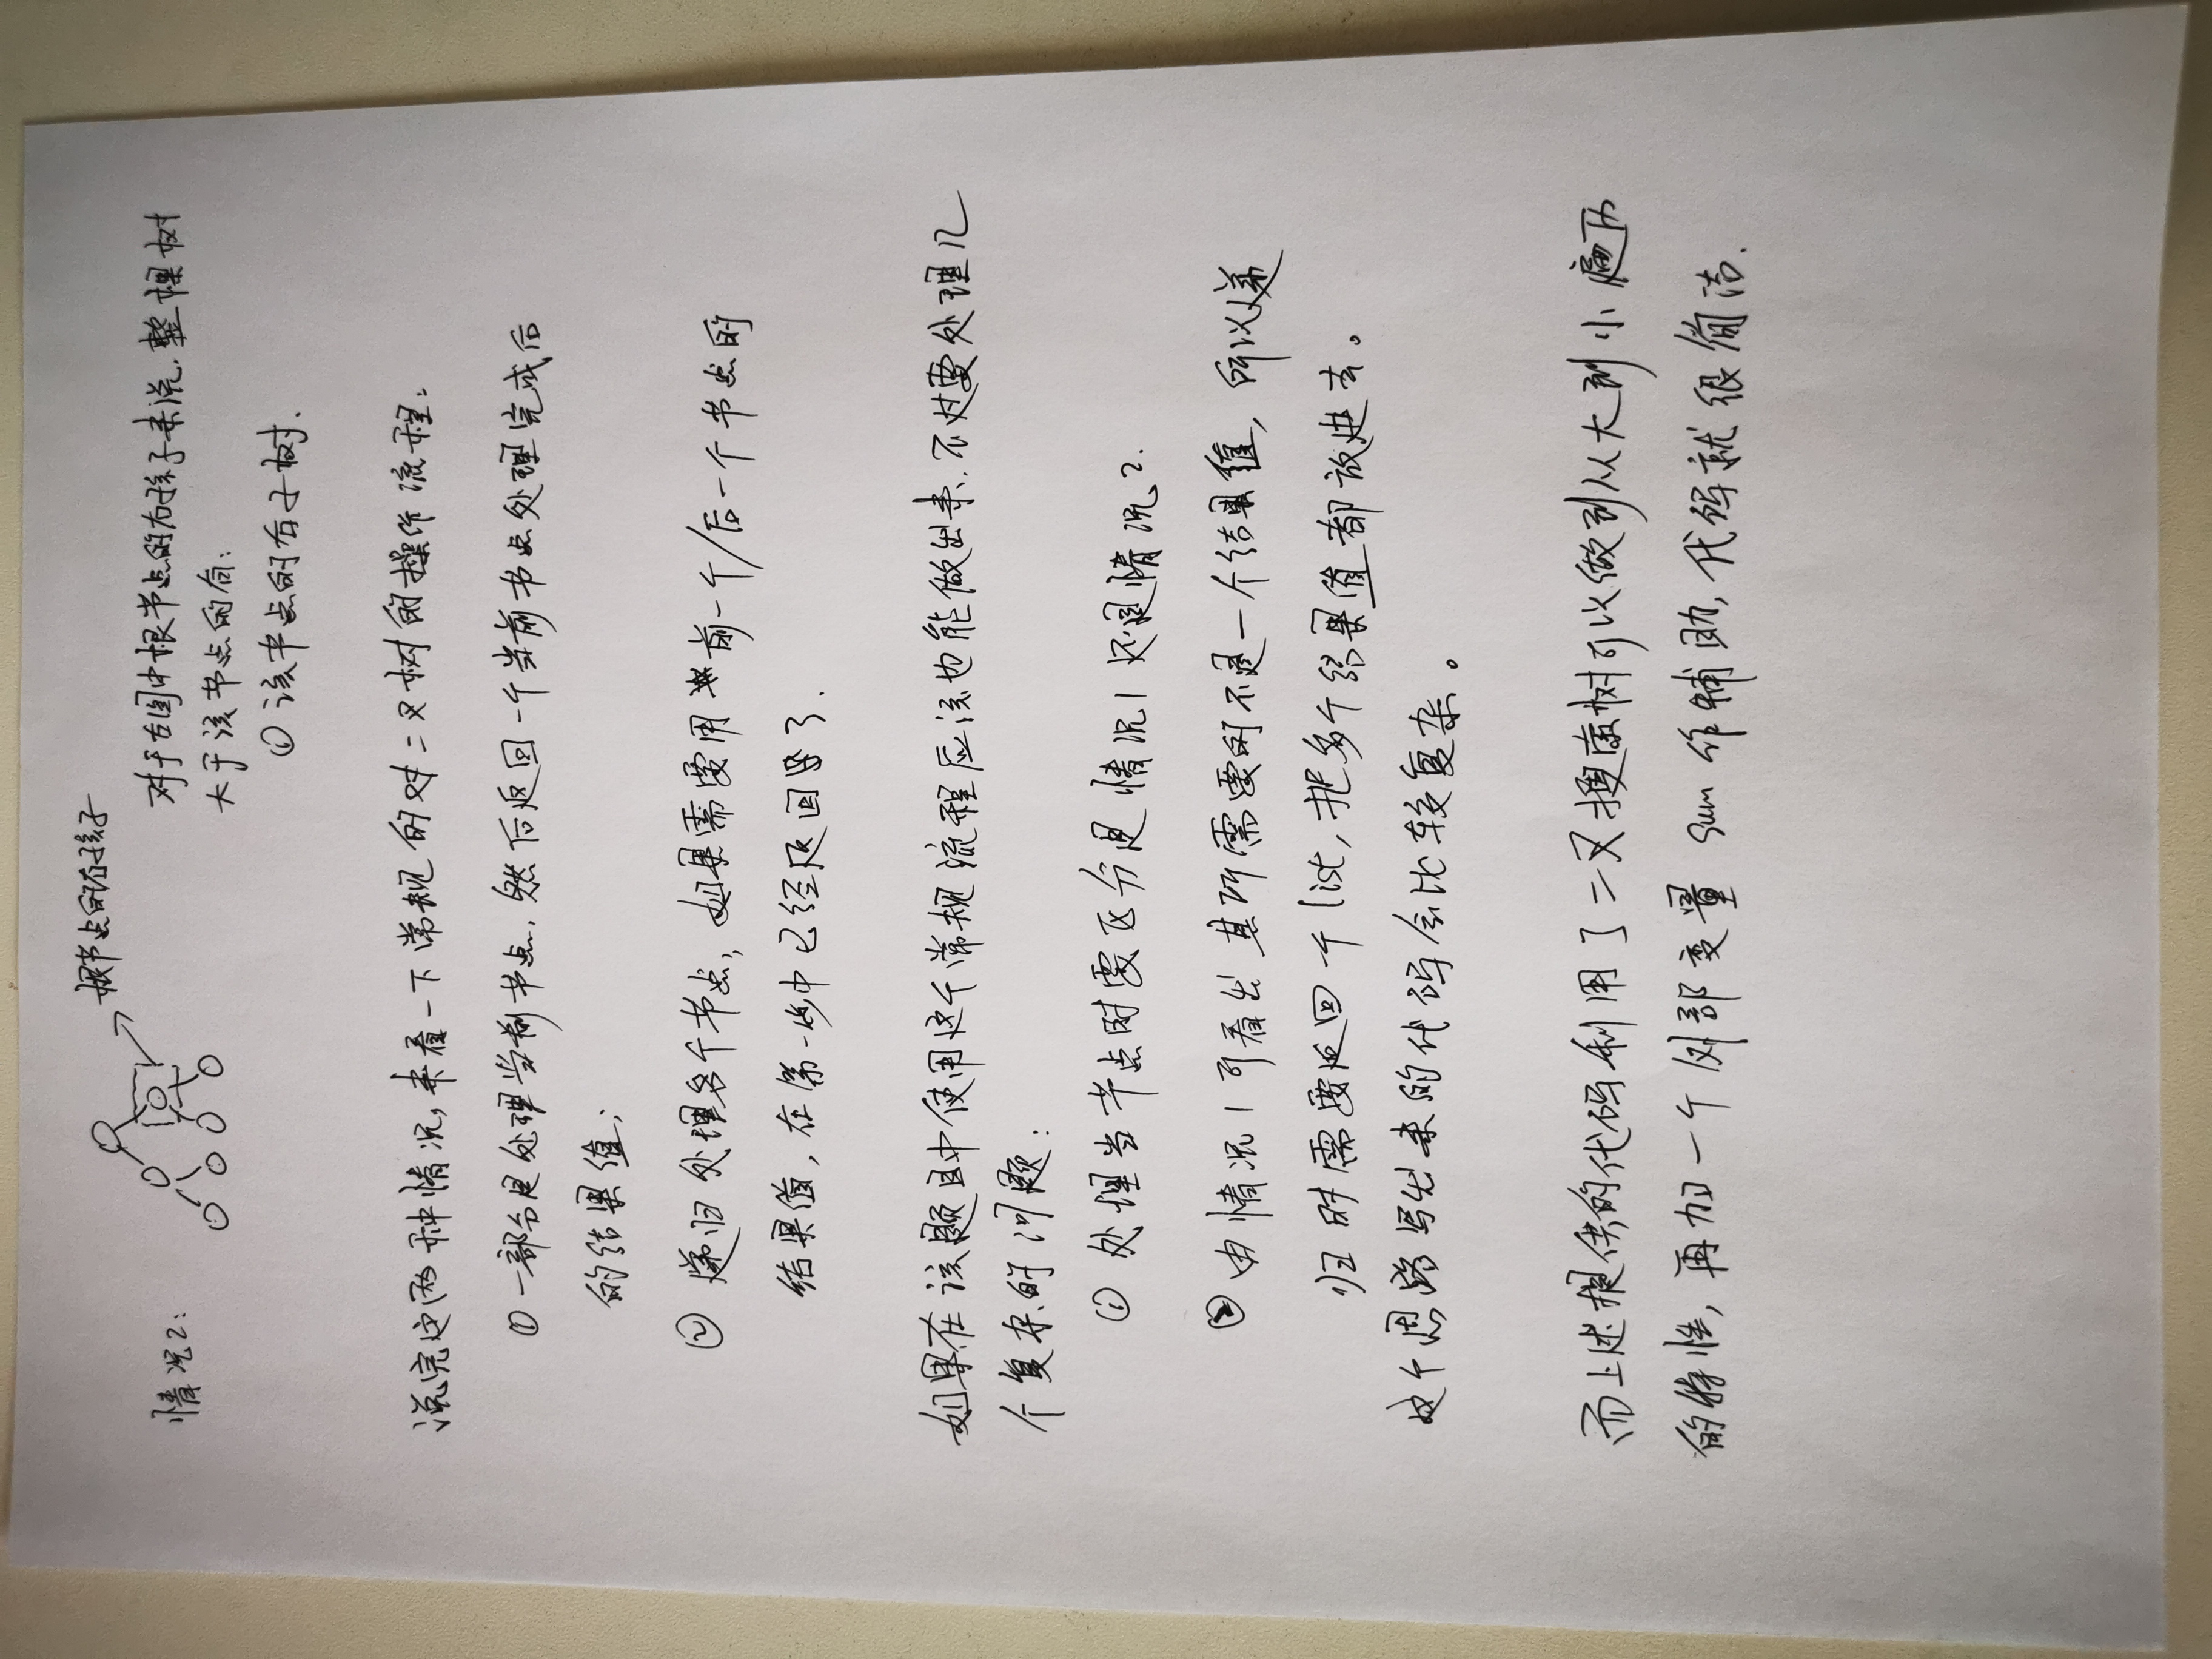 根节点的右孩子
情况2:
对于左图中根节点的右孩子来说，整棵树
大于该节点的有:
① 该节点的右子树.
说完这两种情况，来看一下常规的对二叉树的操作流程:
① 一部分是处理当前节点，然后返回一个当前节点处理完成后
的结果值;
② 递归处理各个节点，如果需要用前一个/后一个节点的
结果值，在第一步中已经返回了.
如果在该题目中使用这个常规流程应该也能做出来，不过要处理几
个复杂的问题:
① 处理当节点时要区分是情况1还是情况2.
② 由情况1可看出其所需要的不是一个结果值，所以递
归时需要返回一个list，把多个结果值都放进去。
这个思路写出来的代码会比较复杂。
而上述提供的代码利用了二叉搜索树可以做到从大到小遍历
的特性，再加一个外部变量 sum 作辅助，代码就很简洁.